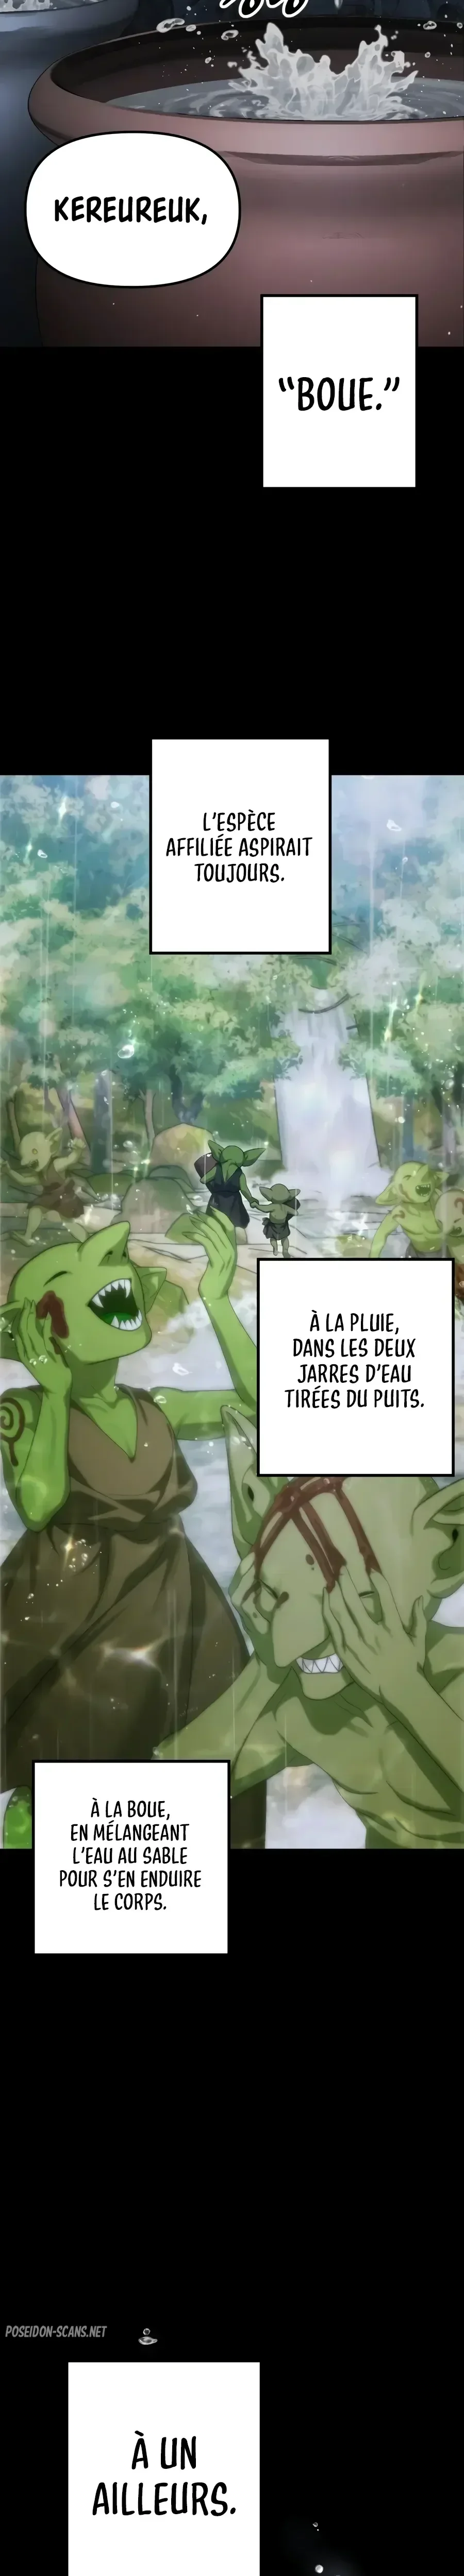 KEREUREUK,
“BOUE.”
L’ESPÈCE
AFFILIÉE ASPIRAIT
TOUJOURS.
À LA PLUIE,
DANS LES DEUX
JARRES D’EAU
TIRÉES DU PUITS.
À LA BOUE,
EN MÉLANGEANT
L’EAU AU SABLE
POUR S’EN ENDUIRE
LE CORPS.
POSEIDON-SCANS.NET
À UN
AILLEURS.